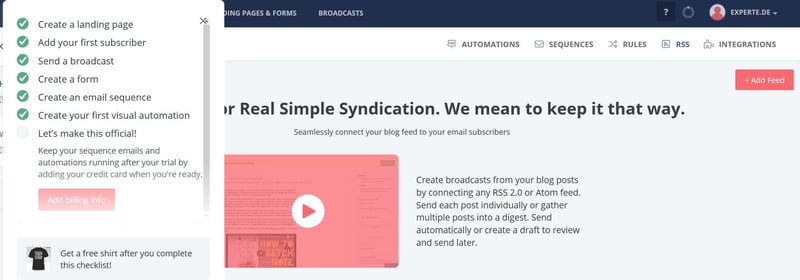 Create a landing page
Add your first subscriber
Send a broadcast
Create a form
Create an email sequence
Create your first visual automation
Let's make this official!
Keep your sequence emails and
automations running after your trial by
adding your credit card when you're ready.
Add billing info
Get a free shirt after you complete
this checklist!
PAGES & FORMS
BROADCASTS
?
EXPERTE.DE
AUTOMATIONS
SEQUENCES
RULES
RSS
INTEGRATIONS
+ Add Feed
or Real Simple Syndication. We mean to keep it that way.
Seamlessly connect your blog feed to your email subscribers
HOW TO
Create broadcasts from your blog posts
by connecting any RSS 2.0 or Atom feed.
Send each post individually or gather
multiple posts into a digest. Send
automatically or create a draft to review
and send later.